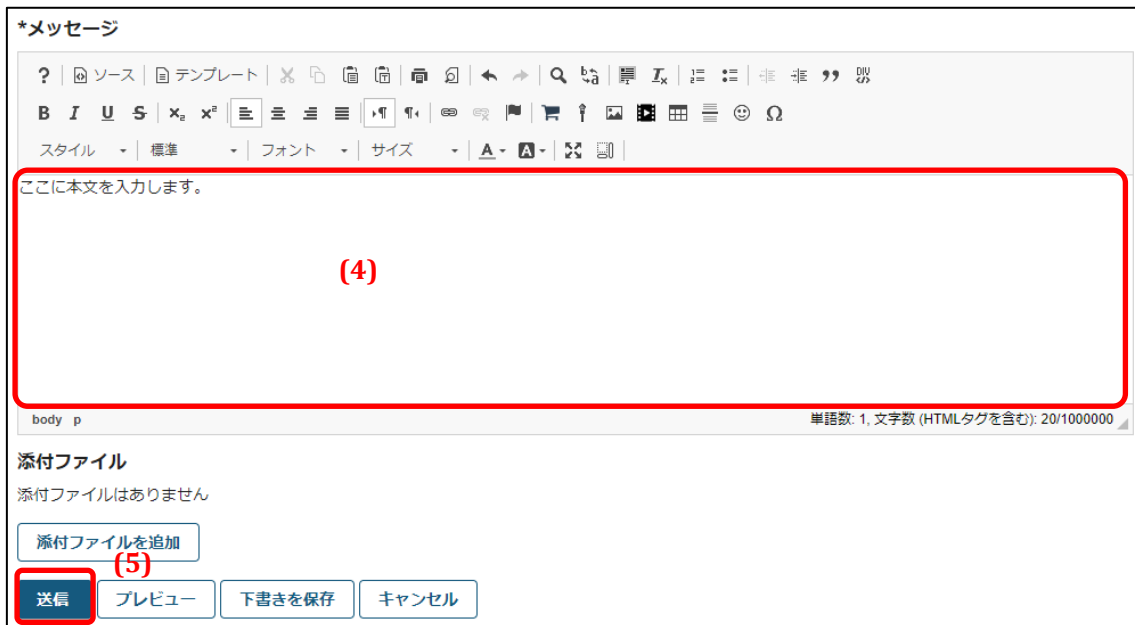 *メッセージ
? ソース テンプレート
B I U S x₂ x²
スタイル 標準 フォント サイズ A A
ここに本文を入力します。
(4)
body p 単語数: 1, 文字数 (HTMLタグを含む): 20/1000000
添付ファイル
添付ファイルはありません
添付ファイルを追加
(5)
送信 プレビュー 下書きを保存 キャンセル